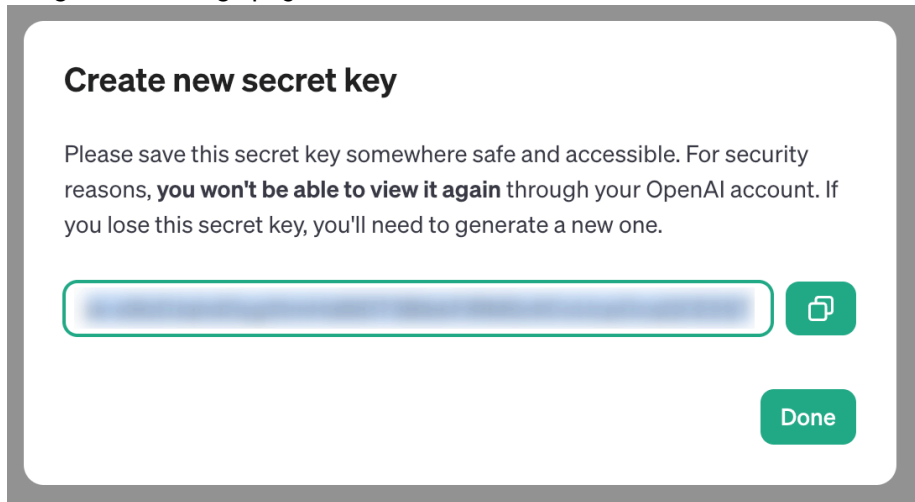 Create new secret key
Please save this secret key somewhere safe and accessible. For security
reasons, you won't be able to view it again through your OpenAI account. If
you lose this secret key, you'll need to generate a new one.
Done